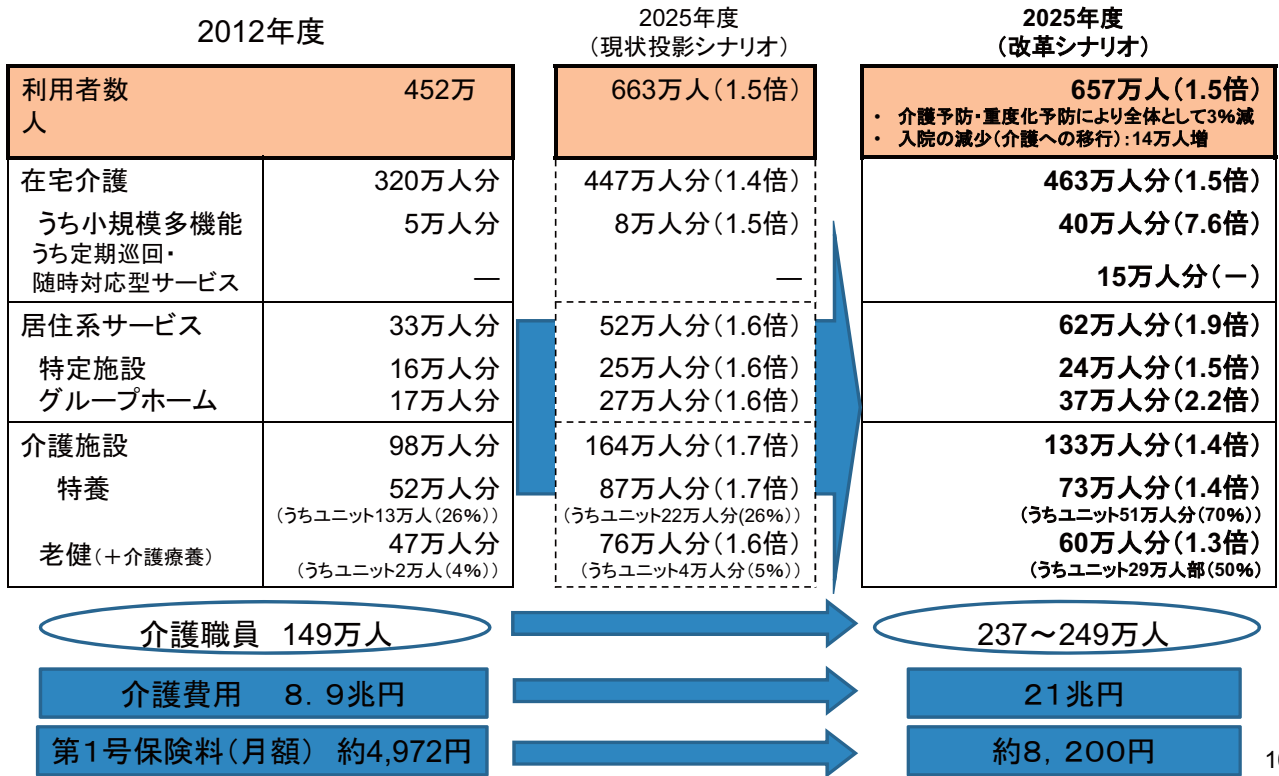 2012年度
2025年度
（現状投影シナリオ）
2025年度
（改革シナリオ）
利用者数 452万
人
663万人（1.5倍）
657万人（1.5倍）
・ 介護予防・重度化予防により全体として3％減
・ 入院の減少（介護への移行）：14万人増
在宅介護 320万人分 447万人分（1.4倍） 463万人分（1.5倍）
うち小規模多機能 5万人分 8万人分（1.5倍） 40万人分（7.6倍）
うち定期巡回・
随時対応型サービス ― ― 15万人分（－）
居住系サービス 33万人分 52万人分（1.6倍） 62万人分（1.9倍）
特定施設 16万人分 25万人分（1.6倍） 24万人分（1.5倍）
グループホーム 17万人分 27万人分（1.6倍） 37万人分（2.2倍）
介護施設 98万人分 164万人分（1.7倍） 133万人分（1.4倍）
特養 52万人分 87万人分（1.7倍） 73万人分（1.4倍）
（うちユニット13万人（26％）） （うちユニット22万人分(26％)） （うちユニット51万人分（70％））
老健（＋介護療養） 47万人分 76万人分（1.6倍） 60万人分（1.3倍）
（うちユニット2万人（4％）） （うちユニット4万人分（5％）） （うちユニット29万人部（50％）
介護職員 149万人 237～249万人
介護費用 ８．９兆円 ２１兆円
第１号保険料（月額） 約4,972円 約８，２００円